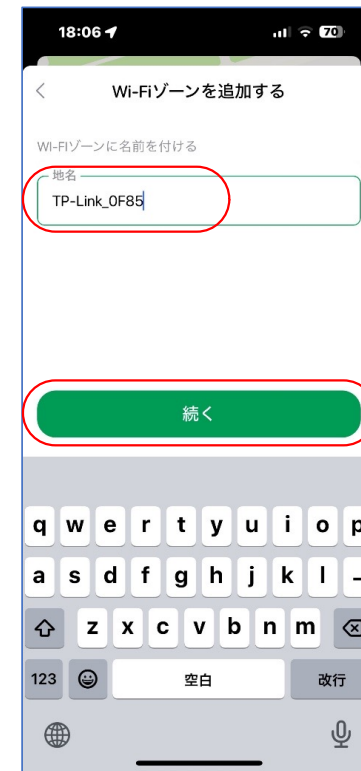 18:06 70
Wi-Fiゾーンを追加する
WI-FIゾーンに名前を付ける
地名
TP-Link_0F85
続く
q w e r t y u i o p
a s d f g h j k l -
z x c v b n m
123 空白 改行